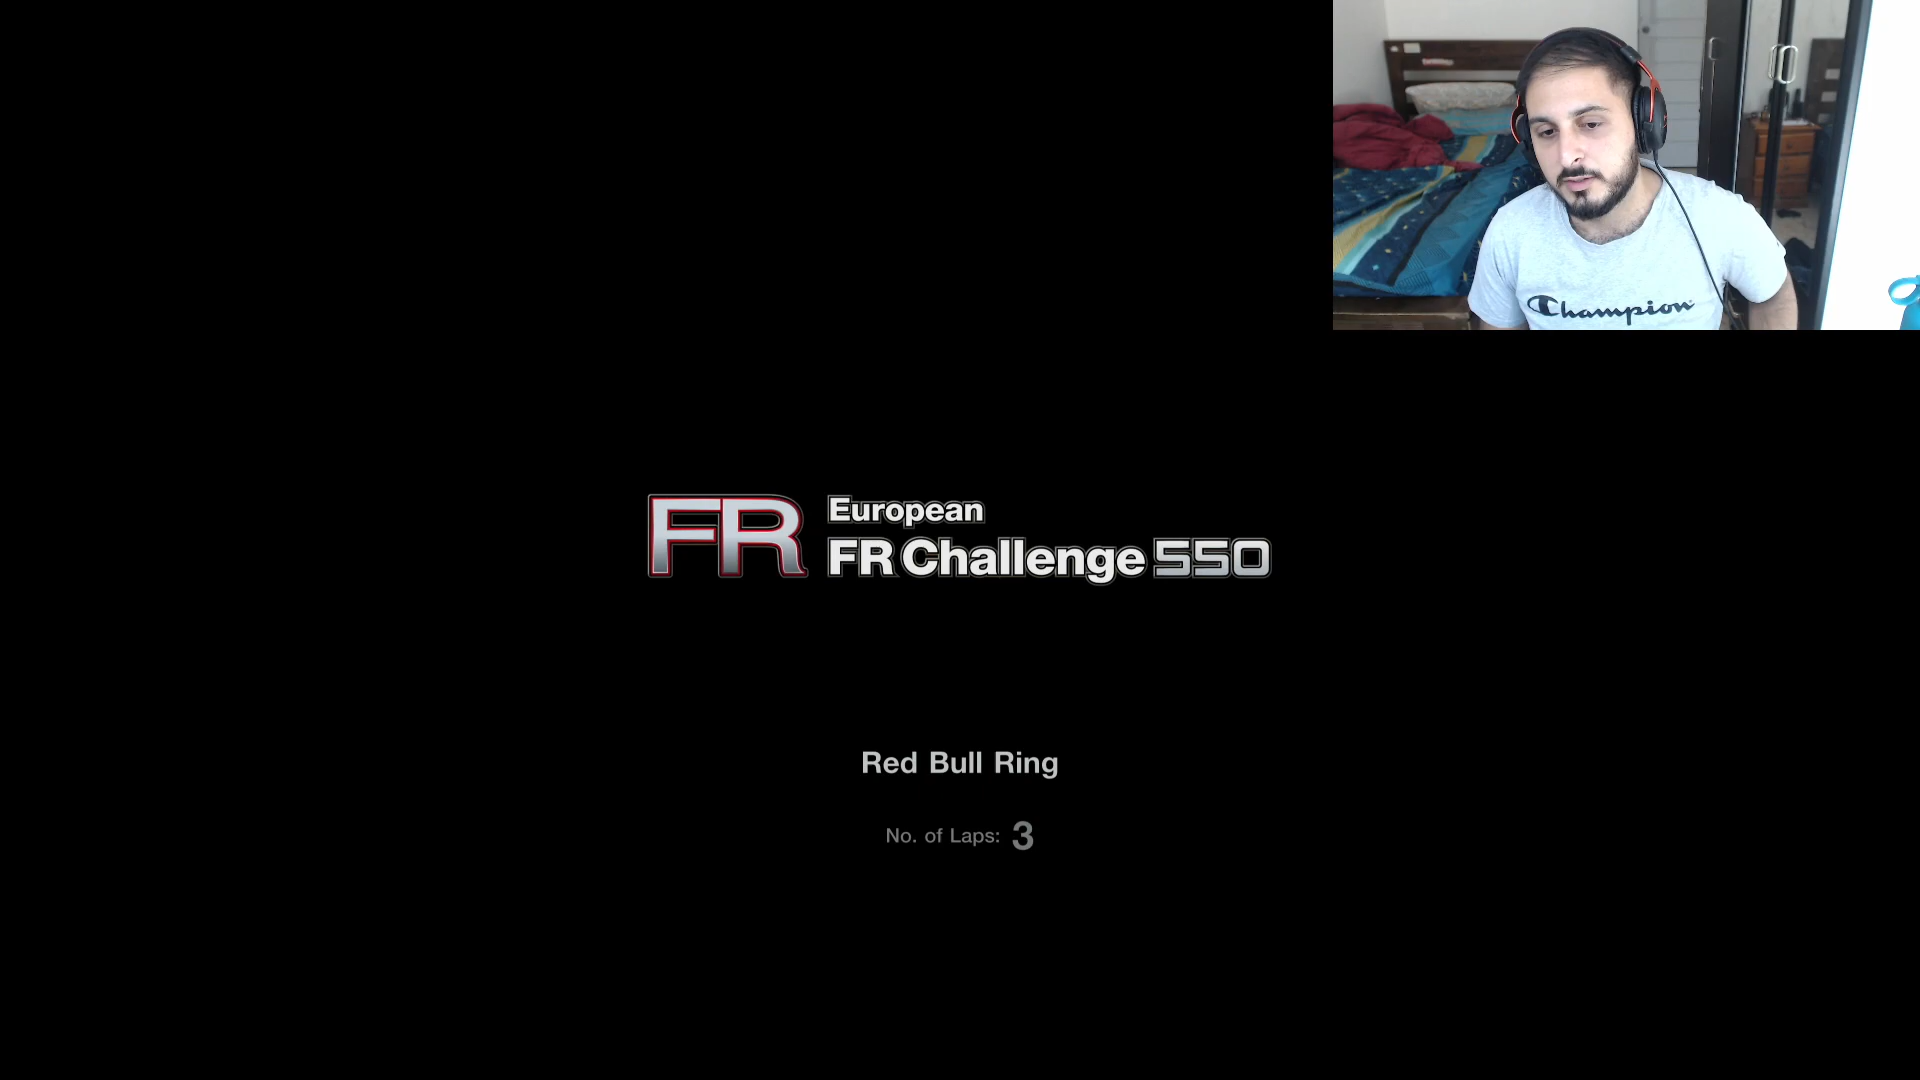 Champion
FR
European
FR Challenge 550
Red Bull Ring
No. of Laps: 3